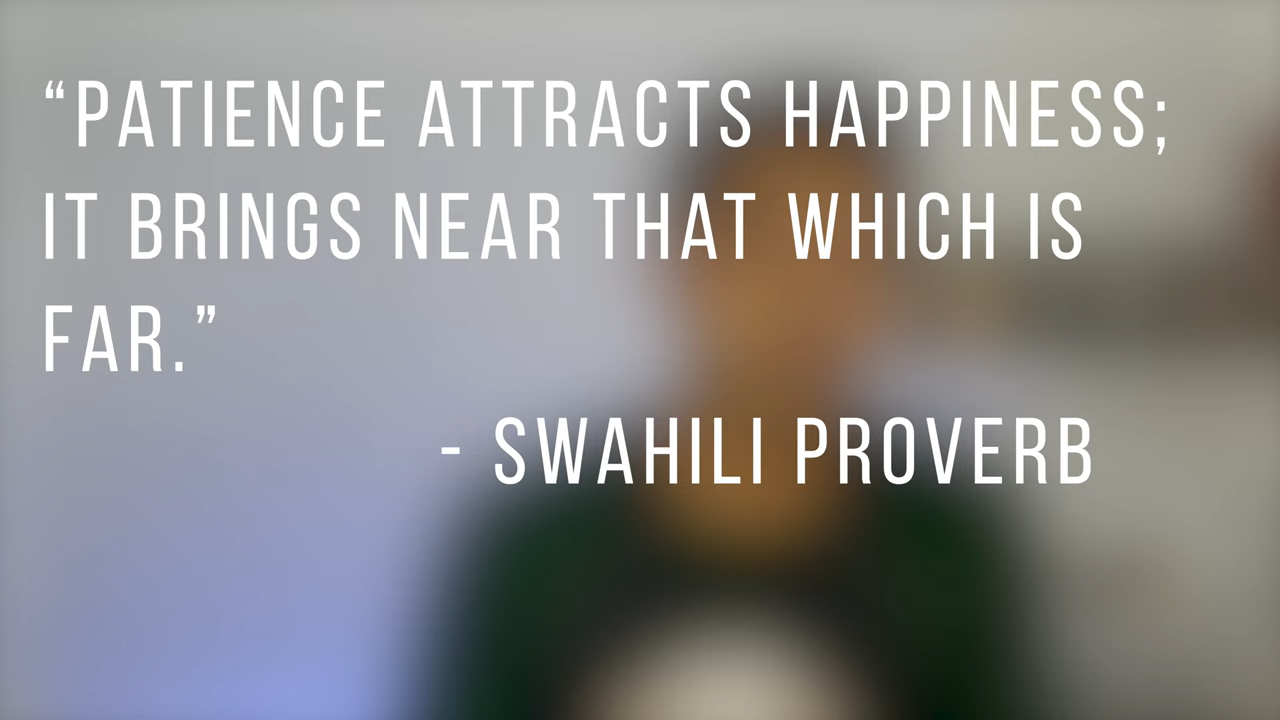 “PATIENCE ATTRACTS HAPPINESS;
IT BRINGS NEAR THAT WHICH IS
FAR.”
- SWAHILI PROVERB